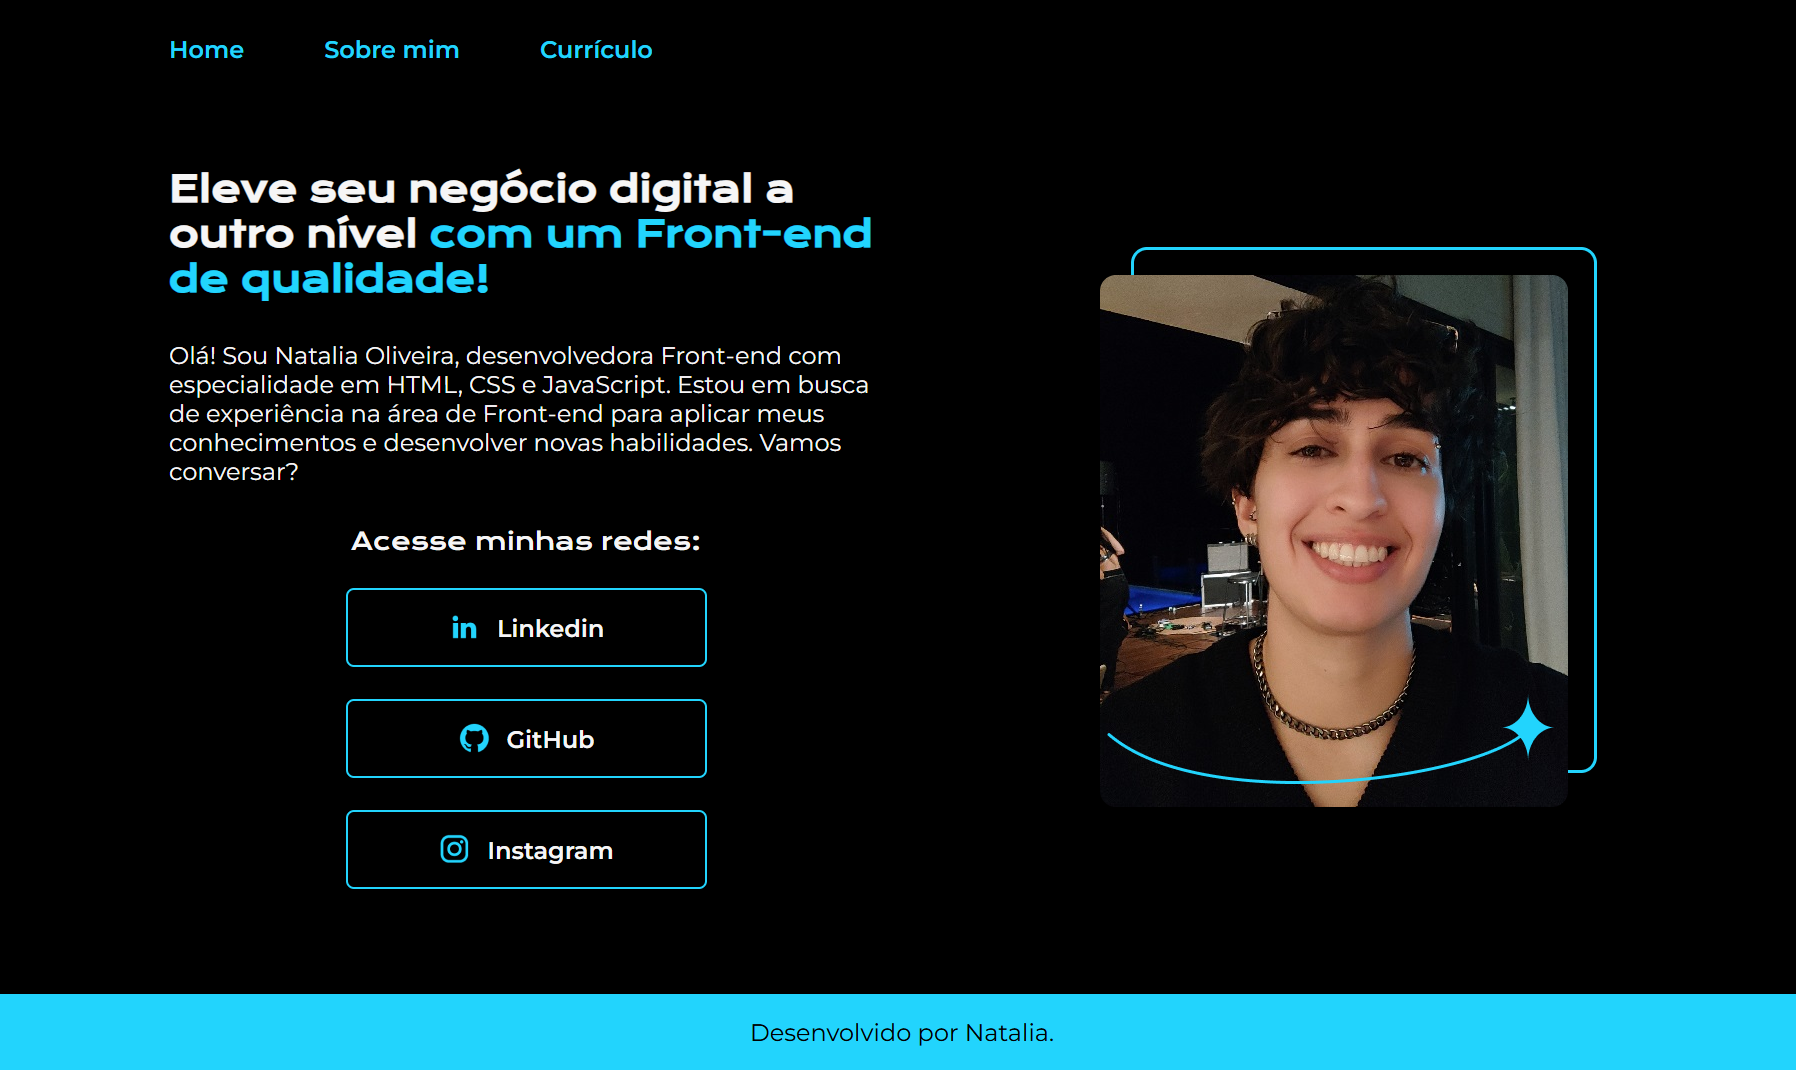 Home Sobre mim Currículo
Eleve seu negócio digital a
outro nível com um Front-end
de qualidade!
Olá! Sou Natalia Oliveira, desenvolvedora Front-end com
especialidade em HTML, CSS e JavaScript. Estou em busca
de experiência na área de Front-end para aplicar meus
conhecimentos e desenvolver novas habilidades. Vamos
conversar?
Acesse minhas redes:
in Linkedin
GitHub
Instagram
Desenvolvido por Natalia.